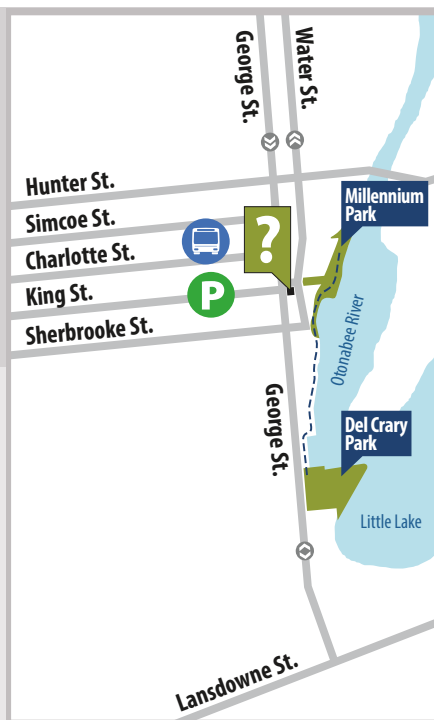 George St.
Water St.
Hunter St.
Millennium
Park
Simcoe St.
?
Charlotte St.
King St.
P
Sherbrooke St.
Otonabee River
George St.
Del Crary
Park
Little Lake
Lansdowne St.